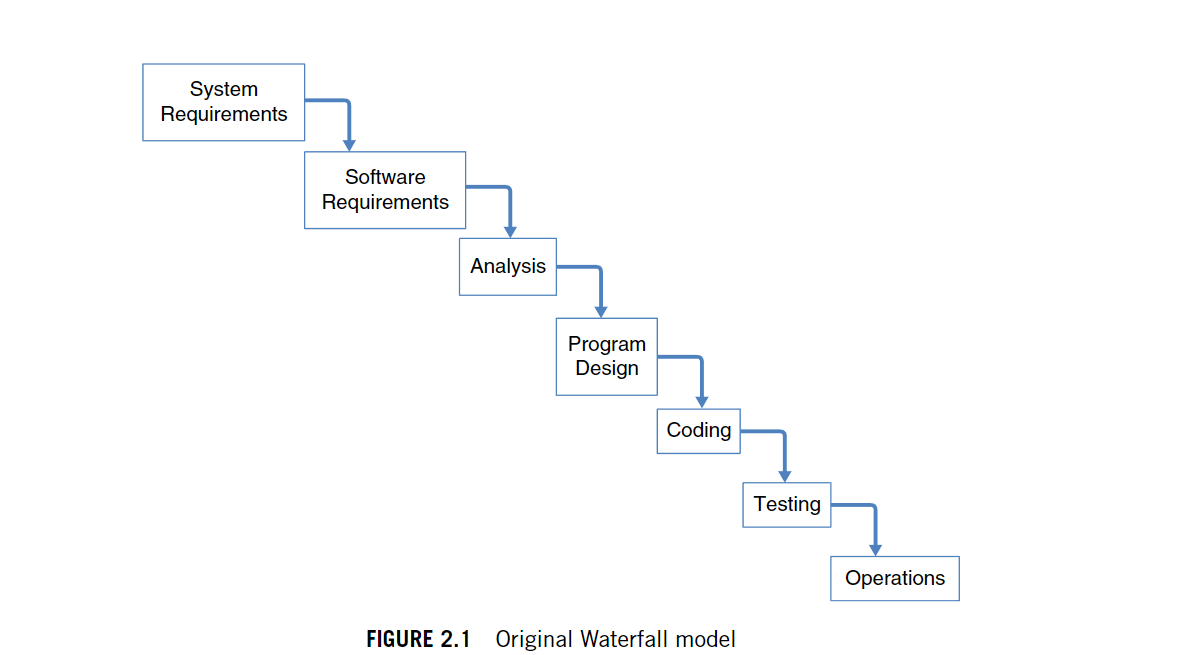 System
Requirements
Software
Requirements
Analysis
Program
Design
Coding
Testing
Operations
FIGURE 2.1 Original Waterfall model